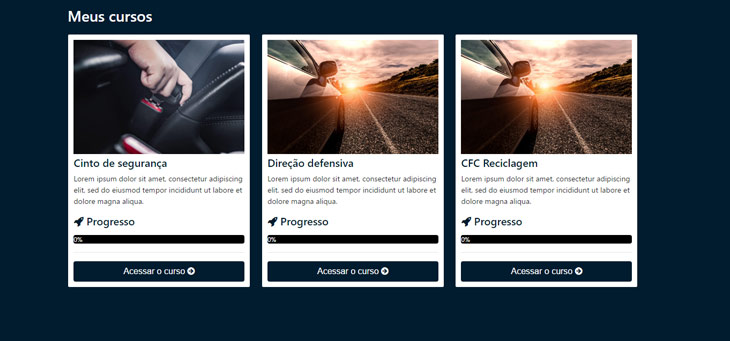 Meus cursos
Cinto de segurança
Lorem ipsum dolor sit amet, consectetur adipiscing
elit, sed do eiusmod tempor incididunt ut labore et
dolore magna aliqua.
Progresso
0%
Acessar o curso
Direção defensiva
Lorem ipsum dolor sit amet, consectetur adipiscing
elit, sed do eiusmod tempor incididunt ut labore et
dolore magna aliqua.
Progresso
0%
Acessar o curso
CFC Reciclagem
Lorem ipsum dolor sit amet, consectetur adipiscing
elit, sed do eiusmod tempor incididunt ut labore et
dolore magna aliqua.
Progresso
0%
Acessar o curso